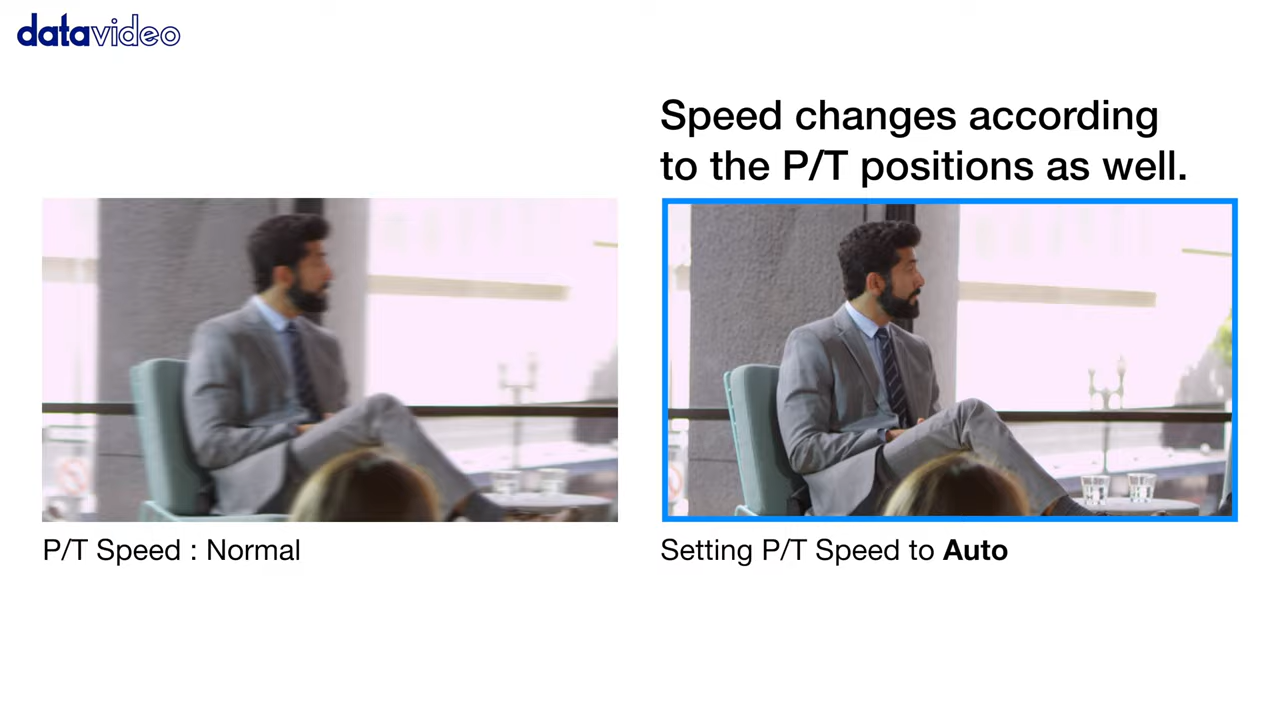 datavideo
Speed changes according
to the P/T positions as well.
P/T Speed : Normal
Setting P/T Speed to Auto